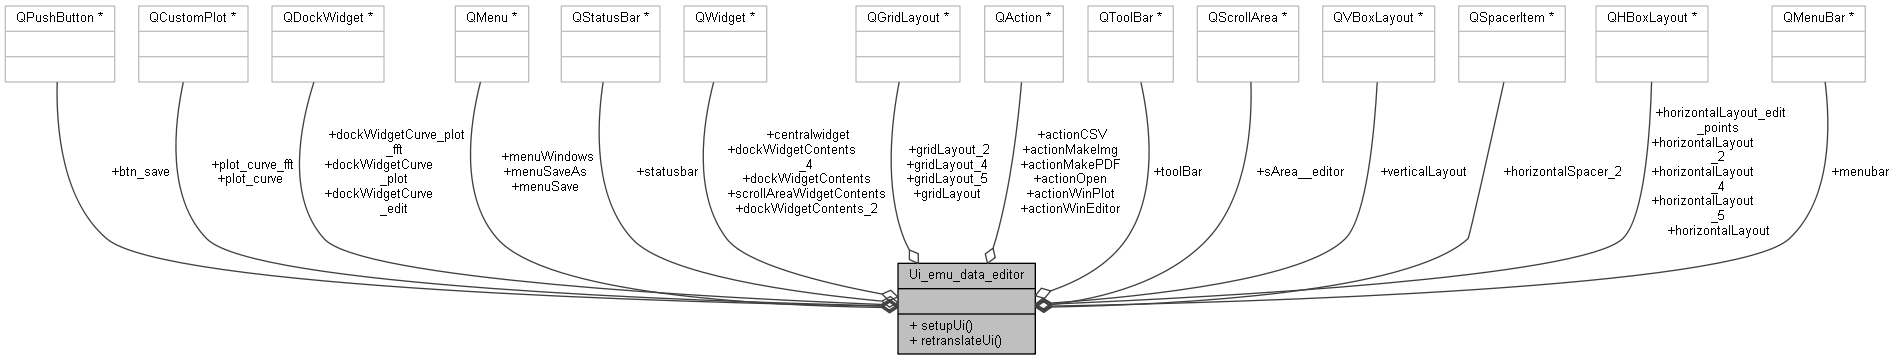 QPushButton *
QCustomPlot *
QDockWidget *
QMenu *
QStatusBar *
QWidget *
QGridLayout *
QAction *
QToolBar *
QScrollArea *
QVBoxLayout *
QSpacerItem *
QHBoxLayout *
QMenuBar *
+btn_save
+plot_curve_fft
+plot_curve
+dockWidgetCurve_plot
_fft
+dockWidgetCurve
_plot
+dockWidgetCurve
_edit
+menuWindows
+menuSaveAs
+menuSave
+statusbar
+centralwidget
+dockWidgetContents
_4
+dockWidgetContents
+scrollAreaWidgetContents
+dockWidgetContents_2
+gridLayout_2
+gridLayout_4
+gridLayout_5
+gridLayout
+actionCSV
+actionMakeImg
+actionMakePDF
+actionOpen
+actionWinPlot
+actionWinEditor
+toolBar
+sArea__editor
+verticalLayout
+horizontalSpacer_2
+horizontalLayout_edit
_points
+horizontalLayout
_2
+horizontalLayout
_4
+horizontalLayout
_5
+horizontalLayout
+menubar
Ui_emu_data_editor
+ setupUi()
+ retranslateUi()